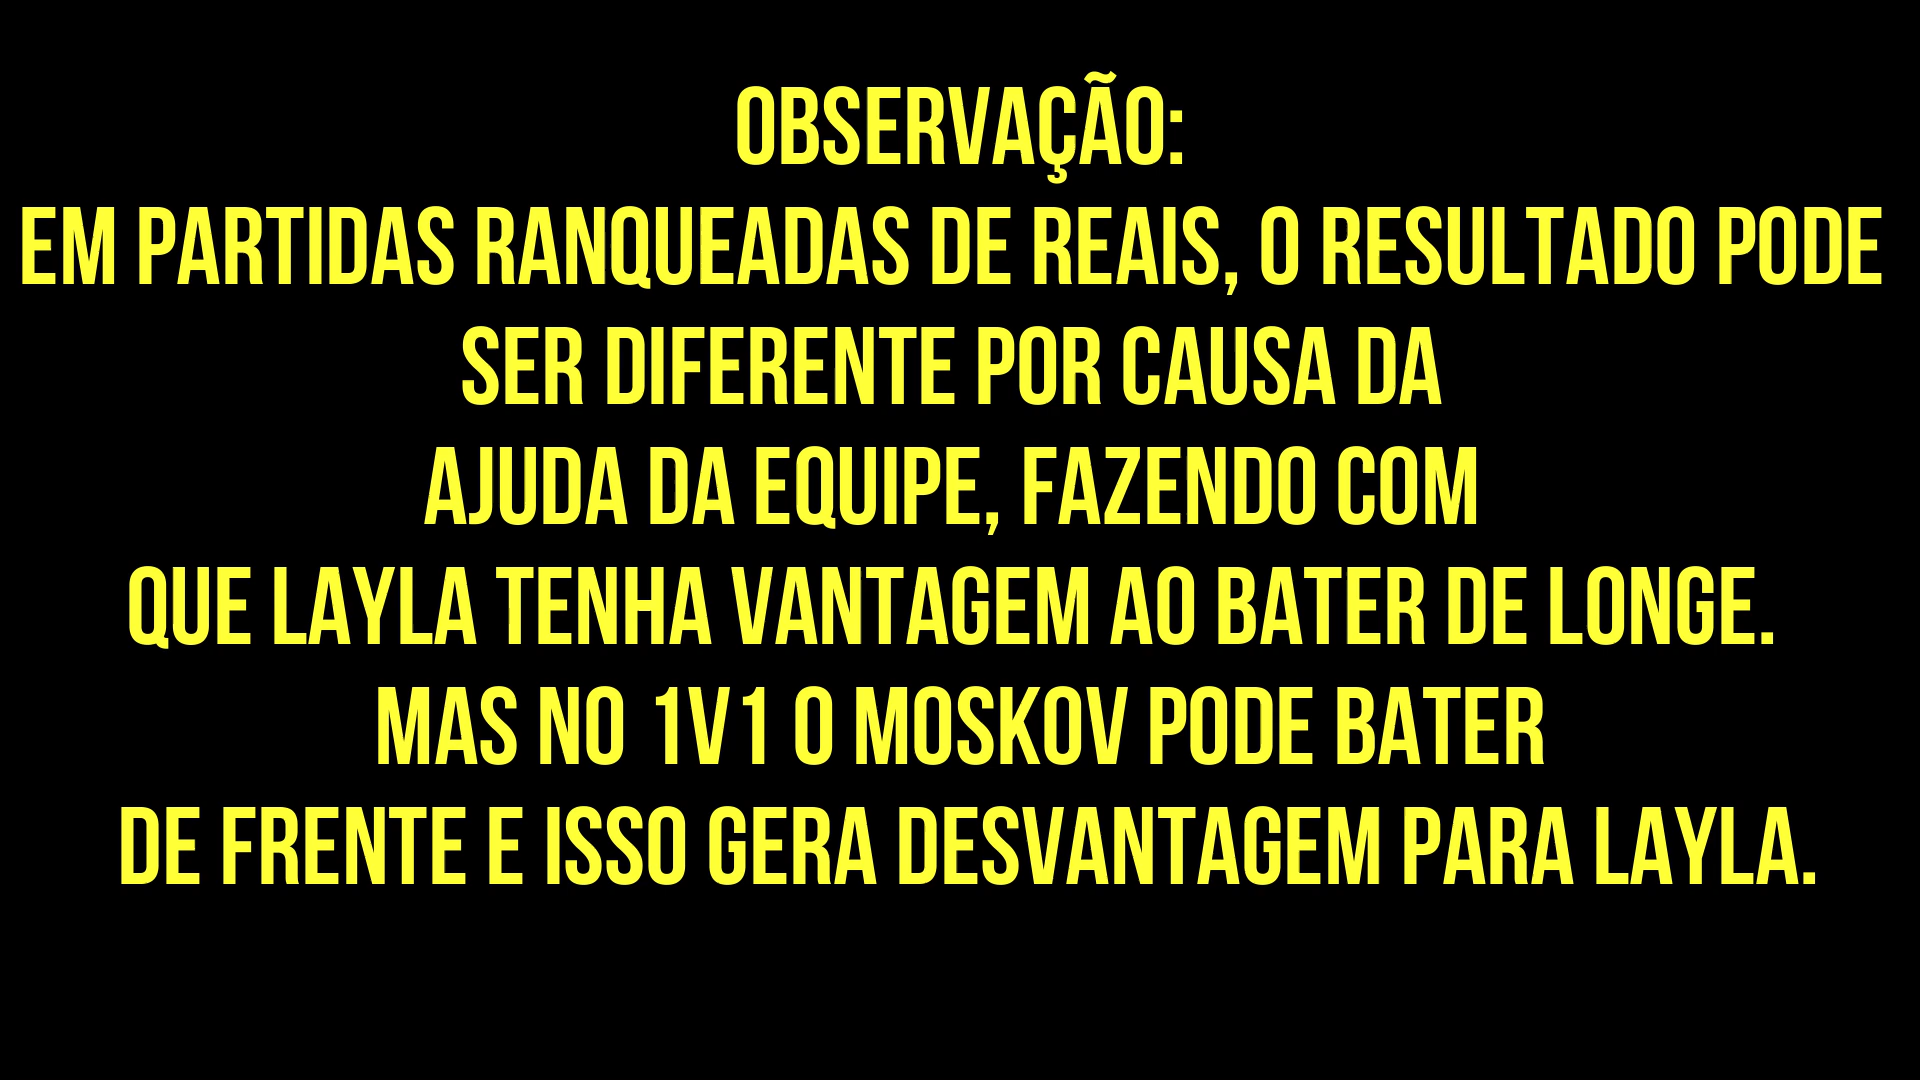 OBSERVAÇÃO:
EM PARTIDAS RANQUEADAS DE REAIS, O RESULTADO PODE
SER DIFERENTE POR CAUSA DA
AJUDA DA EQUIPE, FAZENDO COM
QUE LAYLA TENHA VANTAGEM AO BATER DE LONGE.
MAS NO 1V1 O MOSKOV PODE BATER
DE FRENTE E ISSO GERA DESVANTAGEM PARA LAYLA.